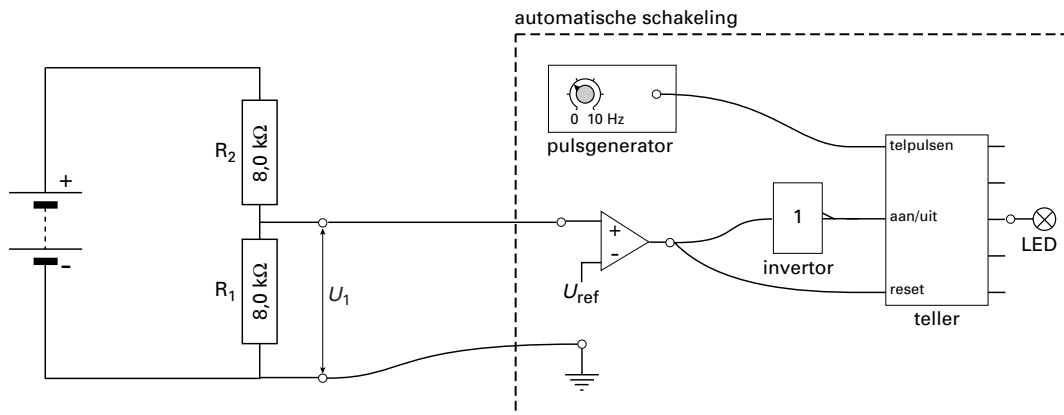 automatische schakeling
0 10 Hz
pulsgenerator
telpulsen
aan/uit
reset
teller
LED
1
invertor
+
-
Uref
+
-
R2
8,0 kΩ
R1
8,0 kΩ
U1